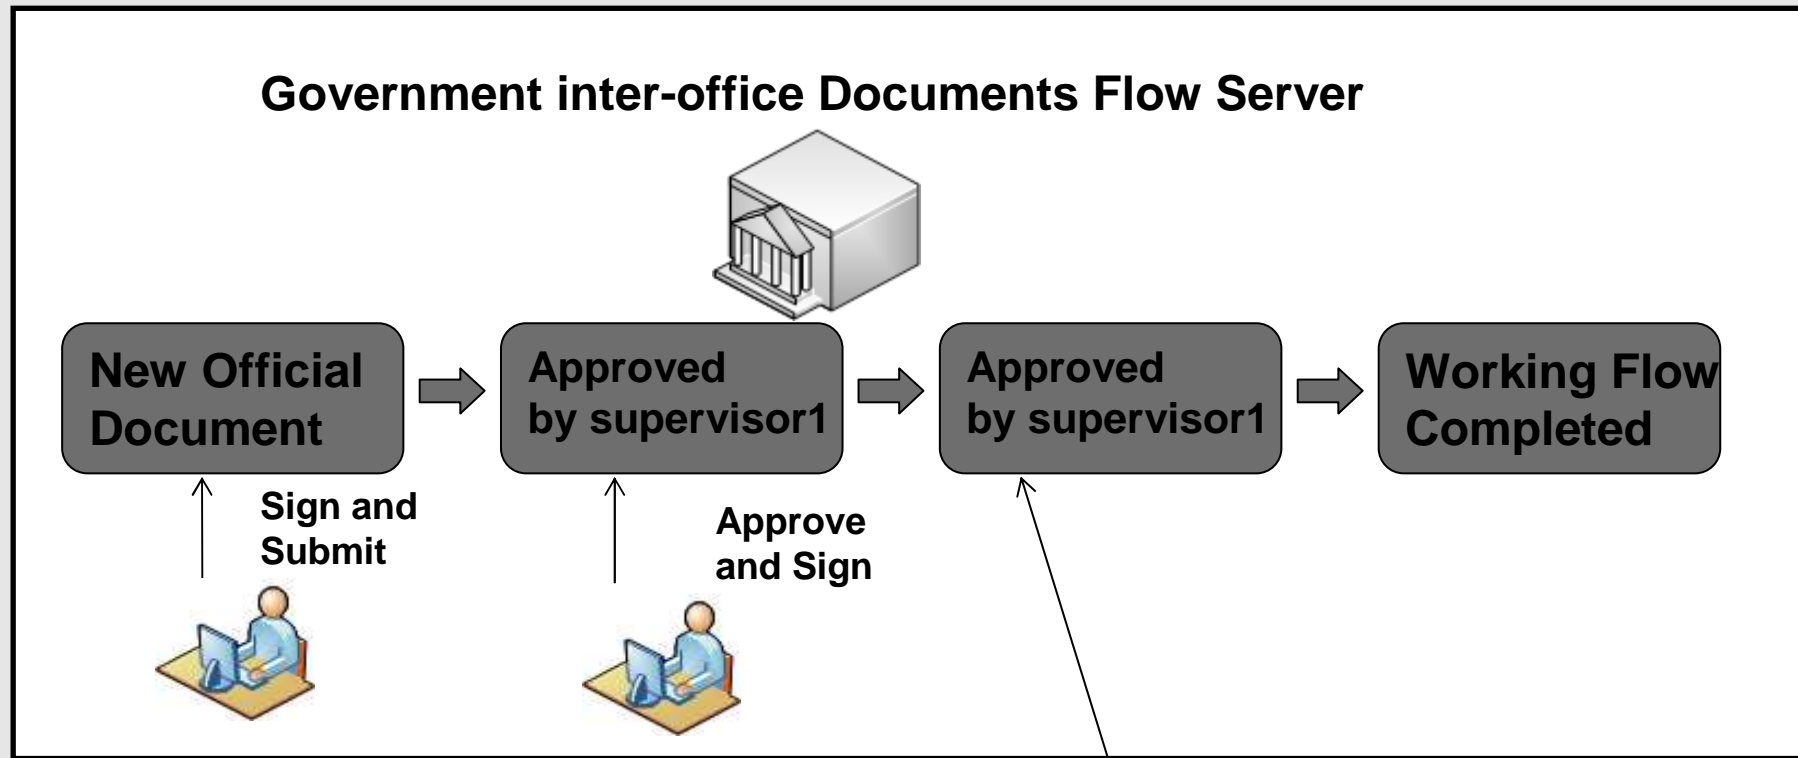 Government inter-office Documents Flow Server
New Official
Document
Approved
by supervisor1
Approved
by supervisor1
Working Flow
Completed
Sign and
Submit
Approve
and Sign